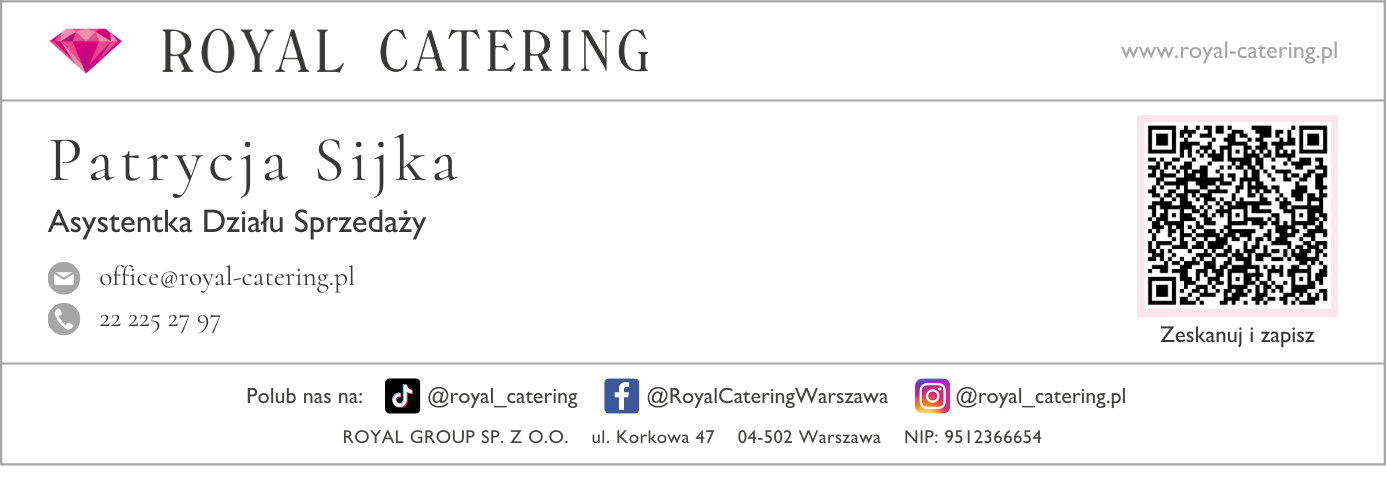 ROYAL CATERING
www.royal-catering.pl
Patrycja Sijka
Asystentka Działu Sprzedaży
office@royal-catering.pl
22 225 27 97
Zeskanuj i zapisz
Polub nas na: @royal_catering @RoyalCateringWarszawa @royal_catering.pl
ROYAL GROUP SP. Z O.O. ul. Korkowa 47 04-502 Warszawa NIP: 9512366654